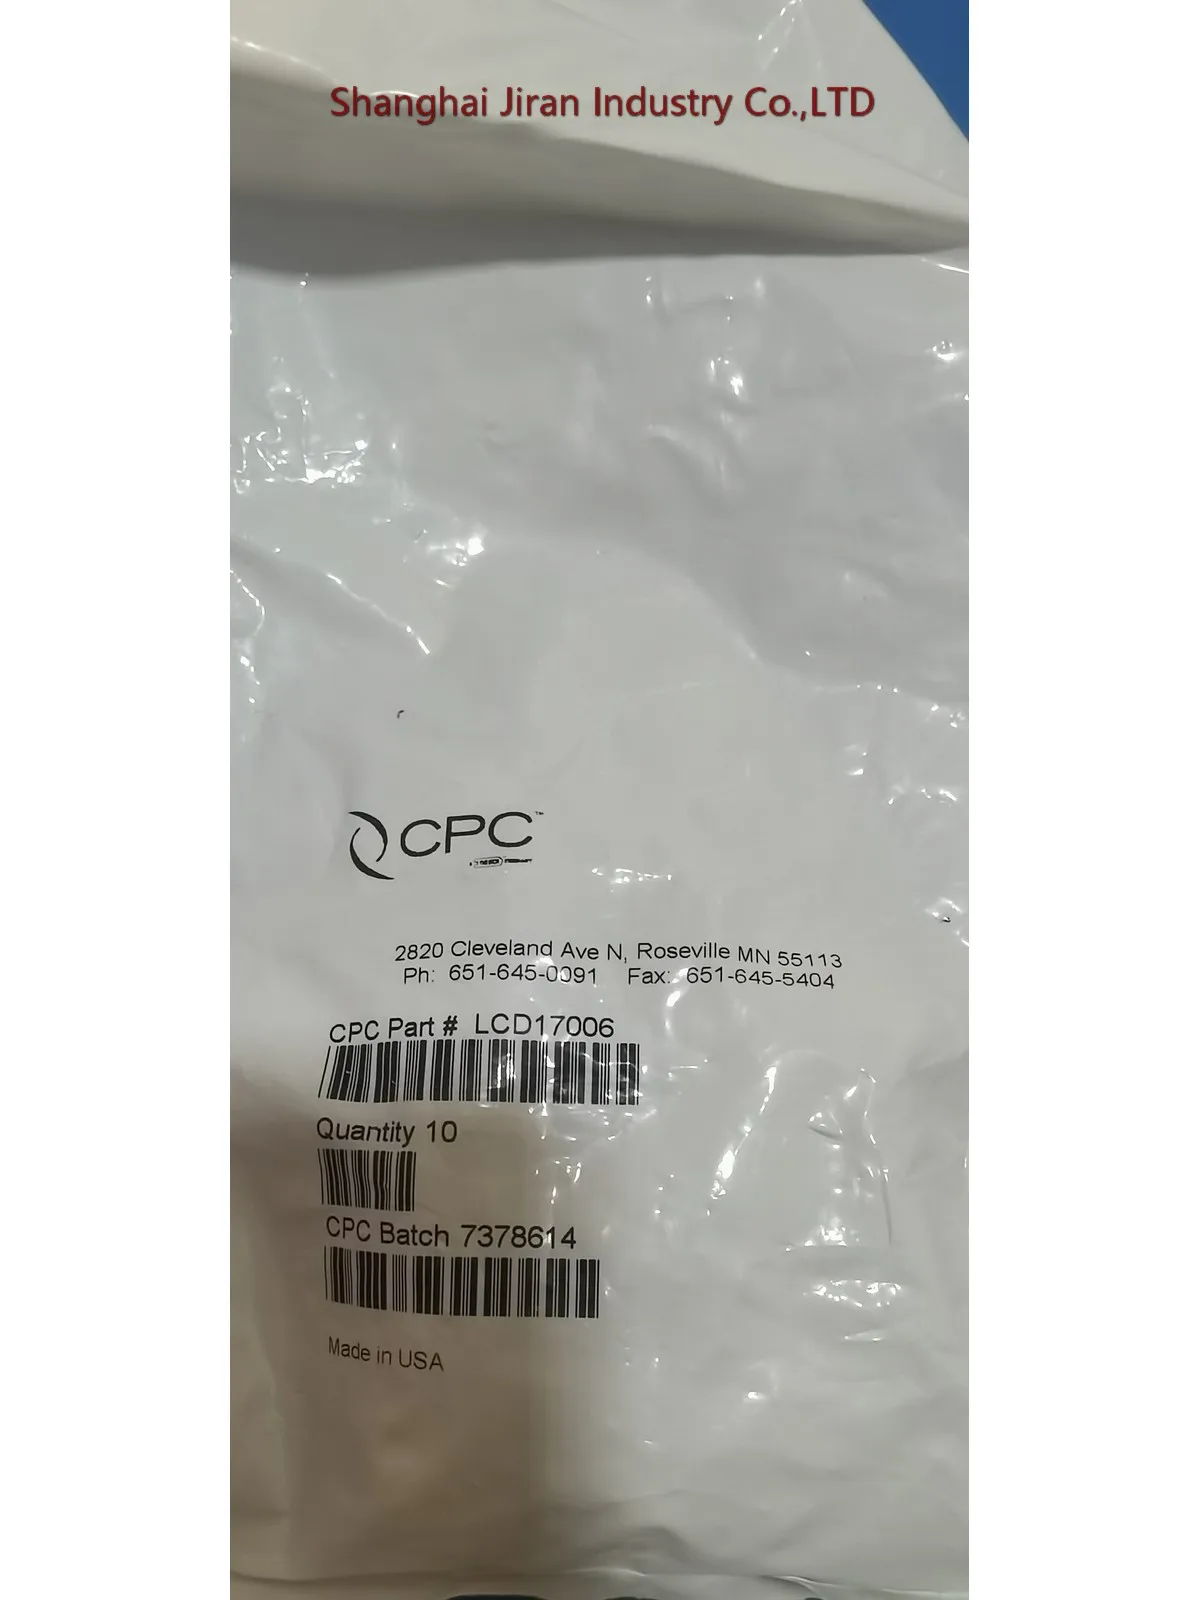 Shanghai Jiran Industry Co.,LTD
CPC™
2820 Cleveland Ave N, Roseville MN 55113
Ph: 651-645-0091 Fax: 651-645-5404
CPC Part # LCD17006
Quantity 10
CPC Batch 7378614
Made in USA